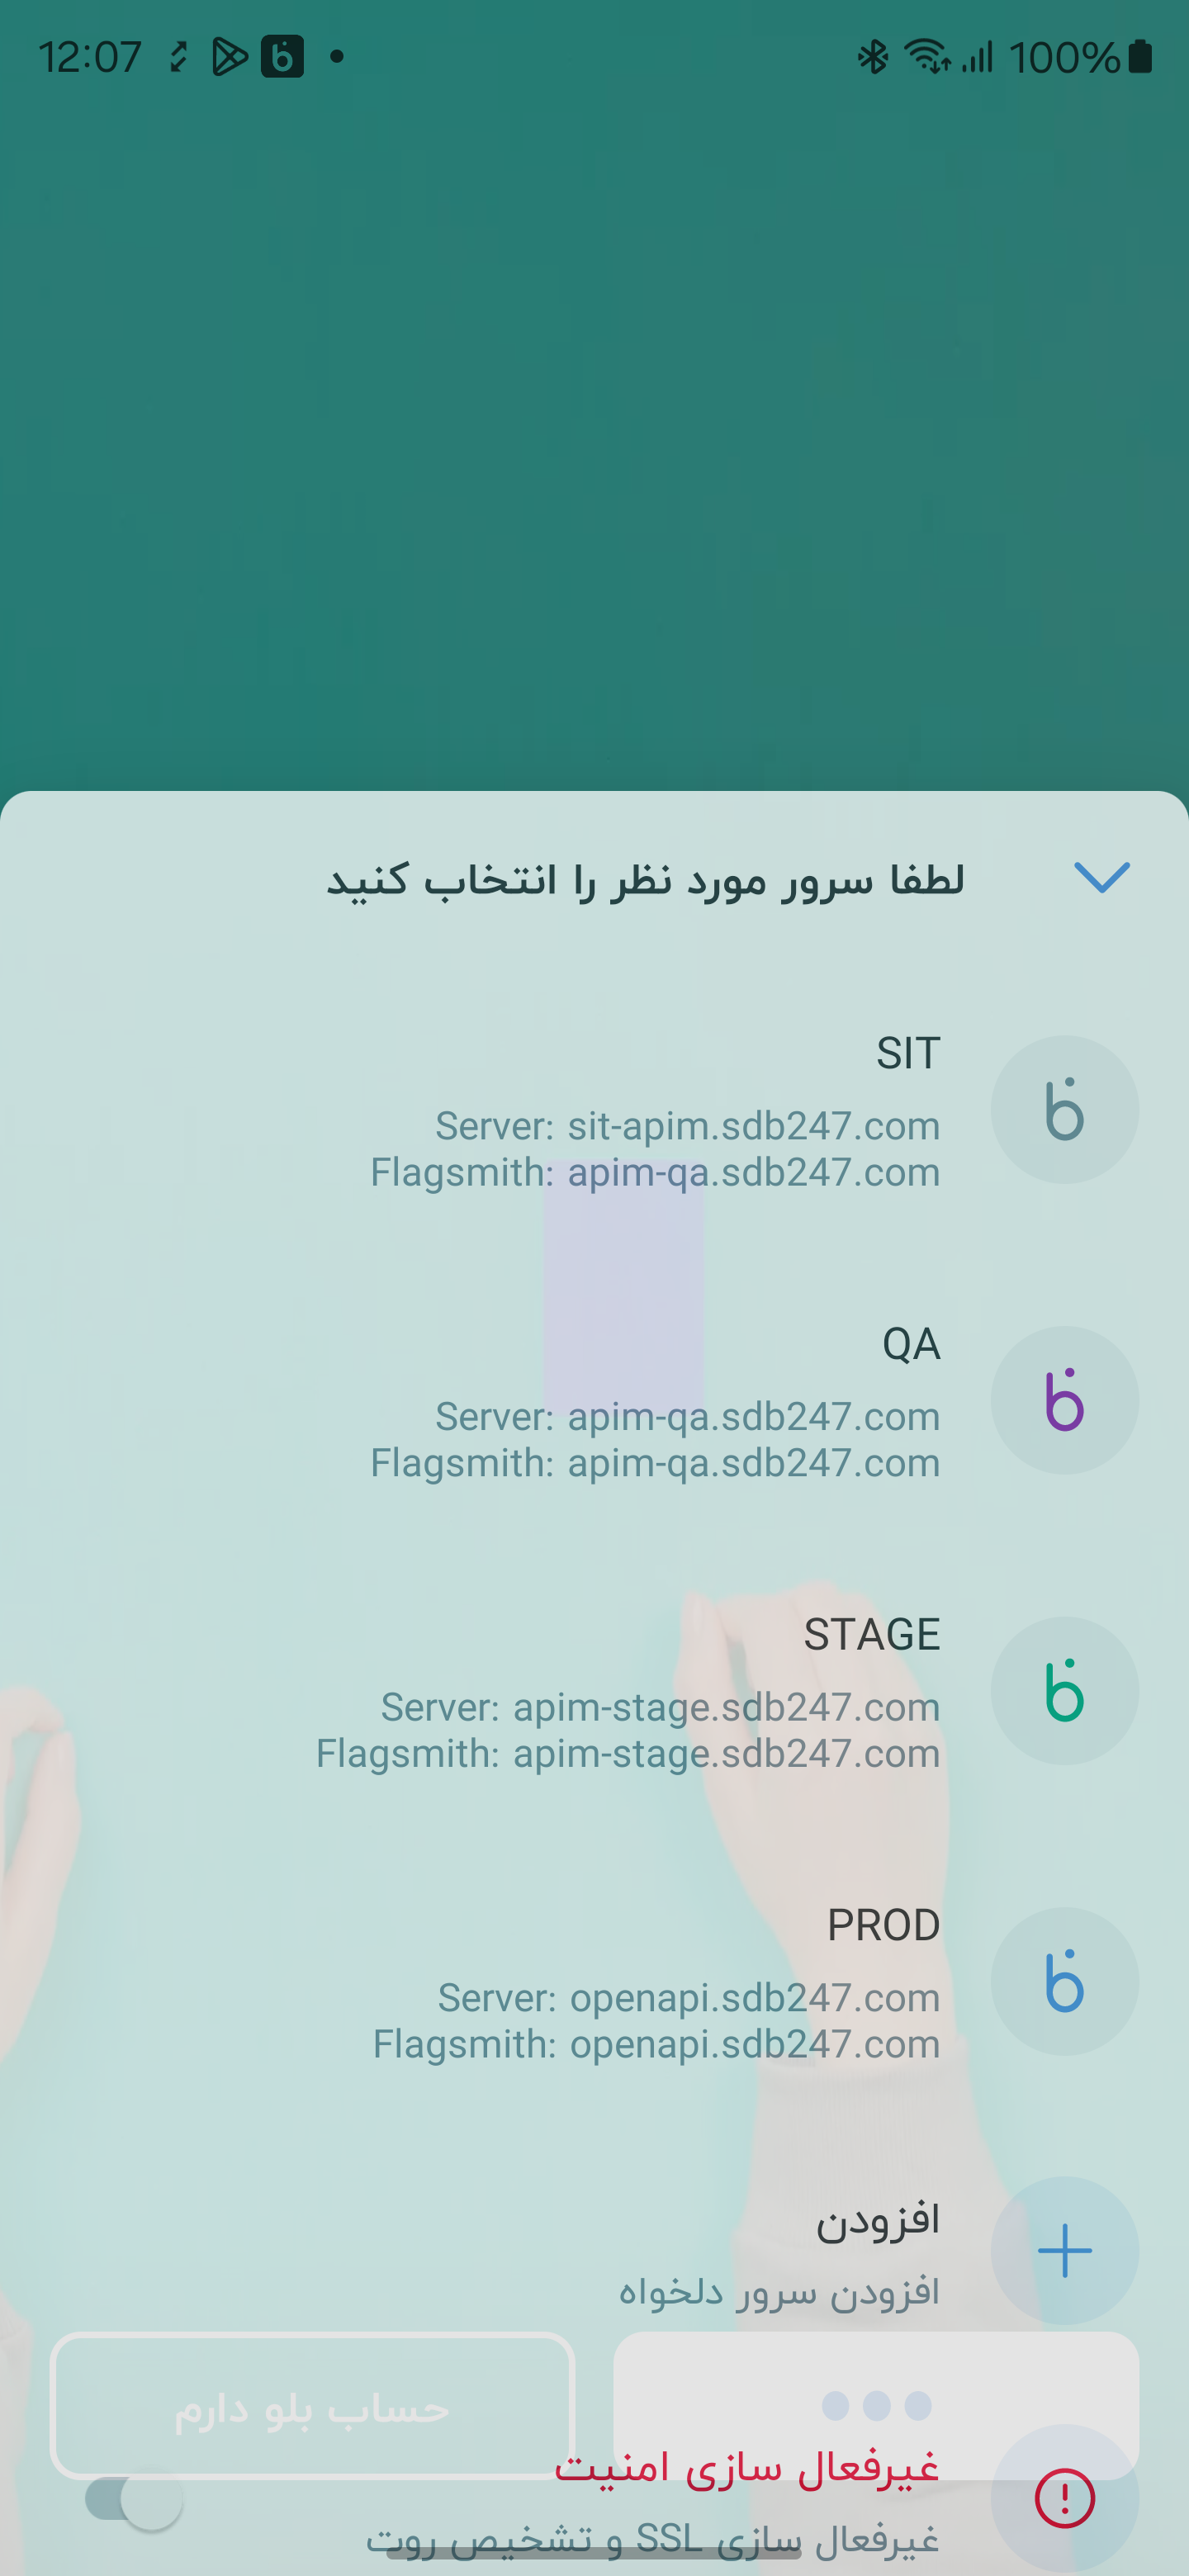 12:07
100%
لطفا سرور مورد نظر را انتخاب کنید
SIT
Server: sit-apim.sdb247.com
Flagsmith: apim-qa.sdb247.com
QA
Server: apim-qa.sdb247.com
Flagsmith: apim-qa.sdb247.com
STAGE
Server: apim-stage.sdb247.com
Flagsmith: apim-stage.sdb247.com
PROD
Server: openapi.sdb247.com
Flagsmith: openapi.sdb247.com
افزودن
افزودن سرور دلخواه
حساب بلو دارم
غیرفعال سازی امنیت
غیرفعال سازی SSL و تشخیص روت